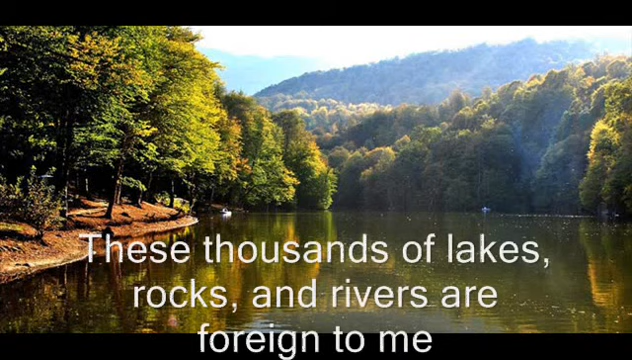 These thousands of lakes,
rocks, and rivers are
foreign to me